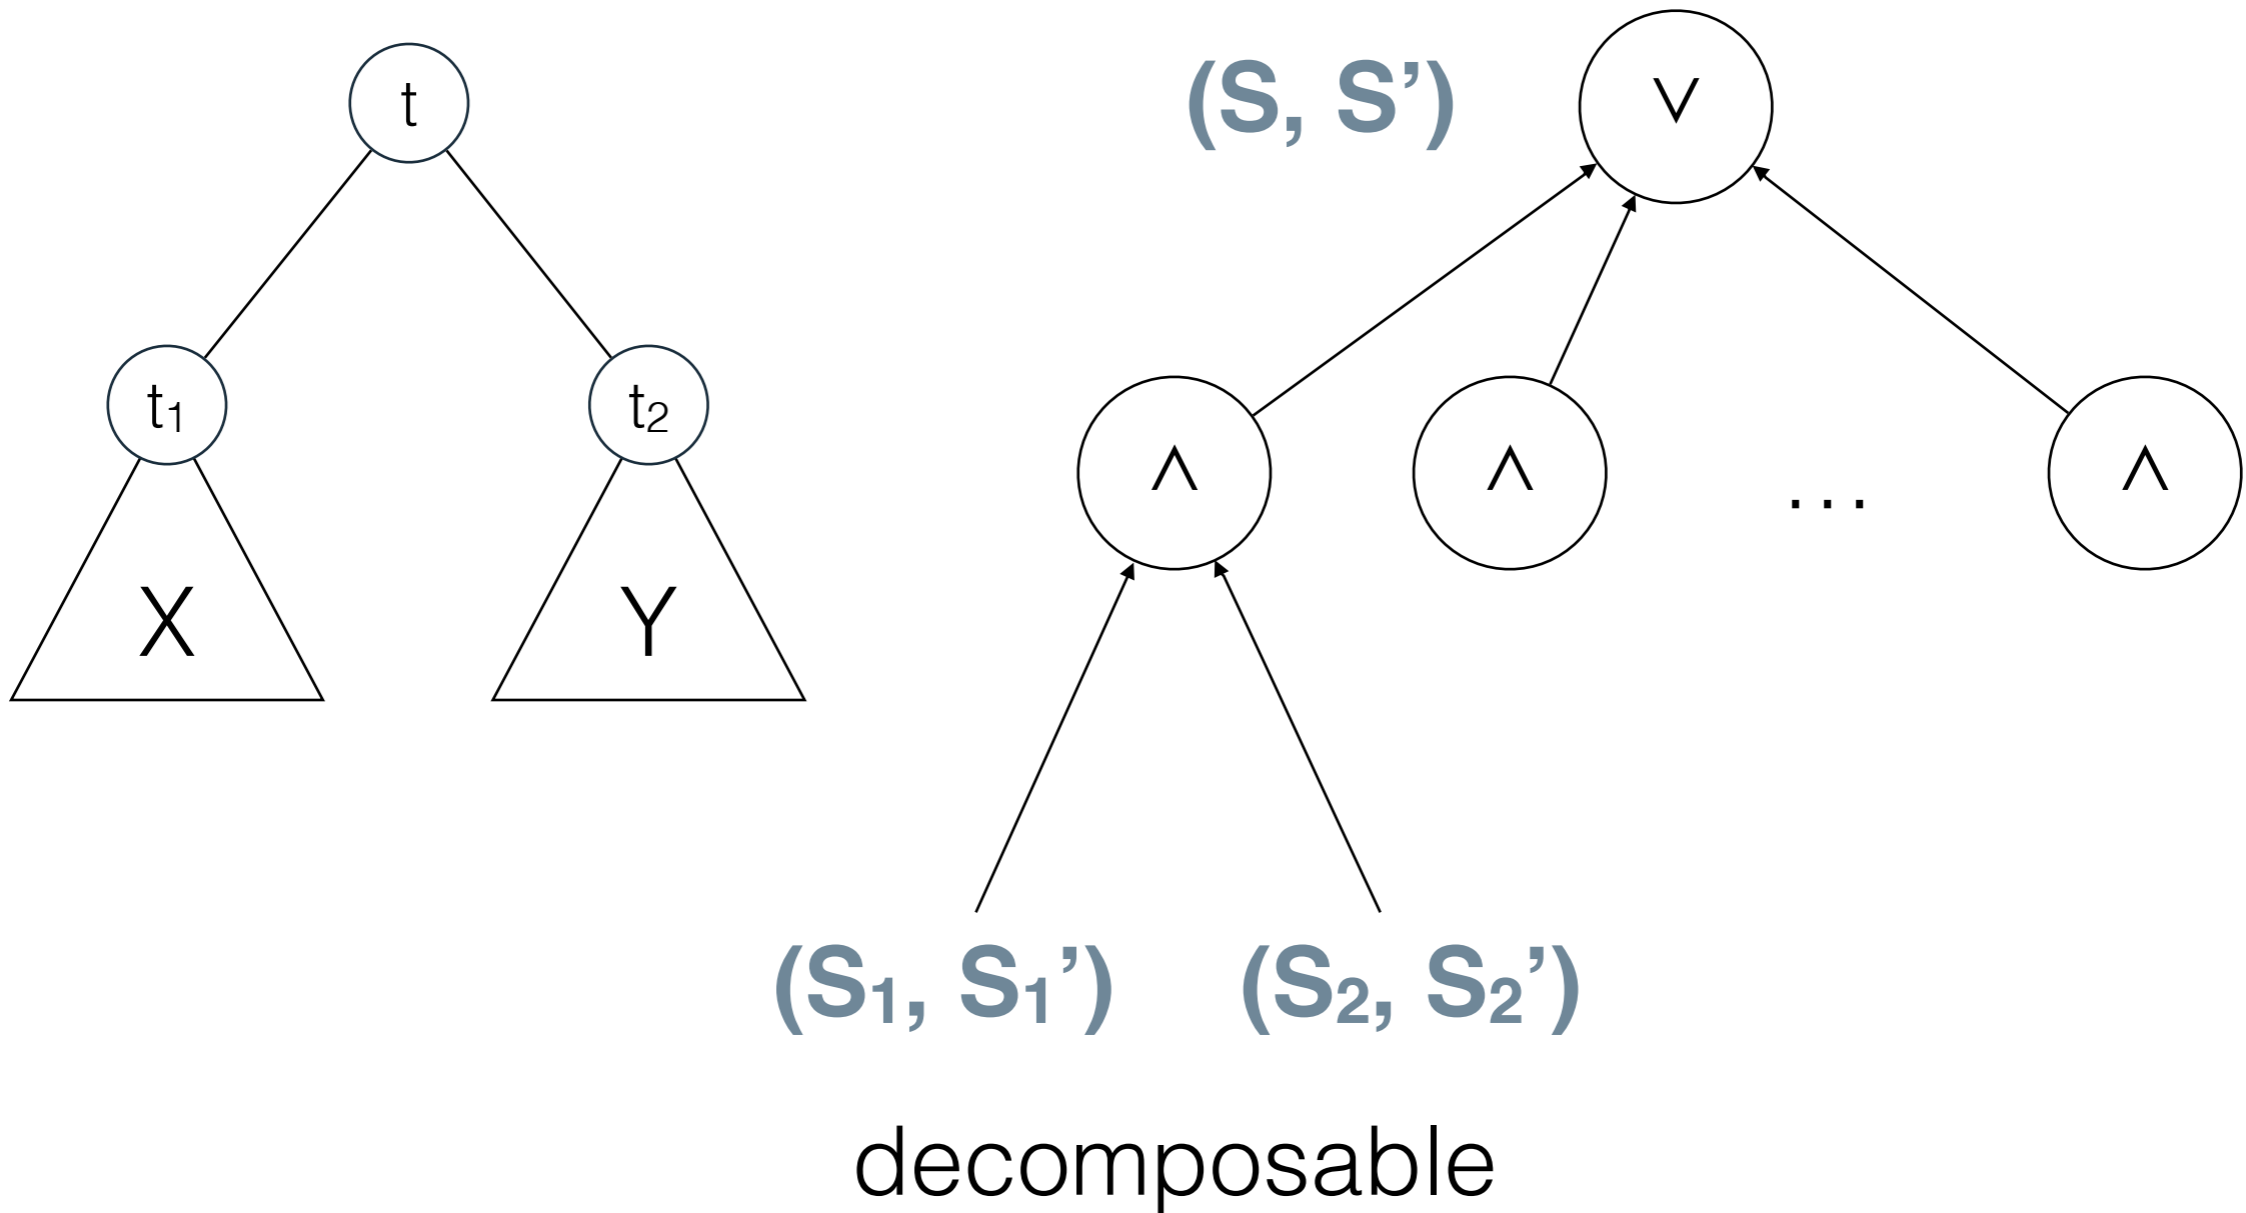 t
(S, S’)
∨
t₁
t₂
∧
∧
…
∧
X
Y
(S₁, S₁’)
(S₂, S₂’)
decomposable